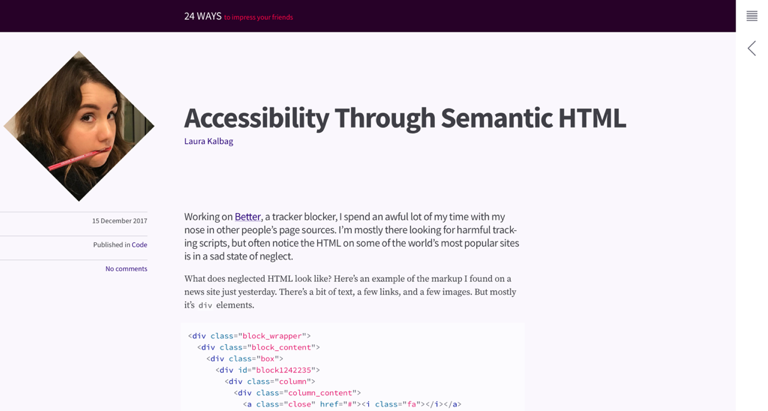 24 WAYS to impress your friends
Accessibility Through Semantic HTML
Laura Kalbag
15 December 2017
Published in Code
No comments
Working on Better, a tracker blocker, I spend an awful lot of my time with my
nose in other people’s page sources. I’m mostly there looking for harmful track-
ing scripts, but often notice the HTML on some of the world’s most popular sites
is in a sad state of neglect.
What does neglected HTML look like? Here’s an example of the markup I found on a
news site just yesterday. There’s a bit of text, a few links, and a few images. But mostly
it’s div elements.
<div class="block_wrapper">
<div class="block_content">
<div class="box">
<div id="block1242235">
<div class="column">
<div class="column_content">
<a class="close" href="#"><i class="fa"></i></a>